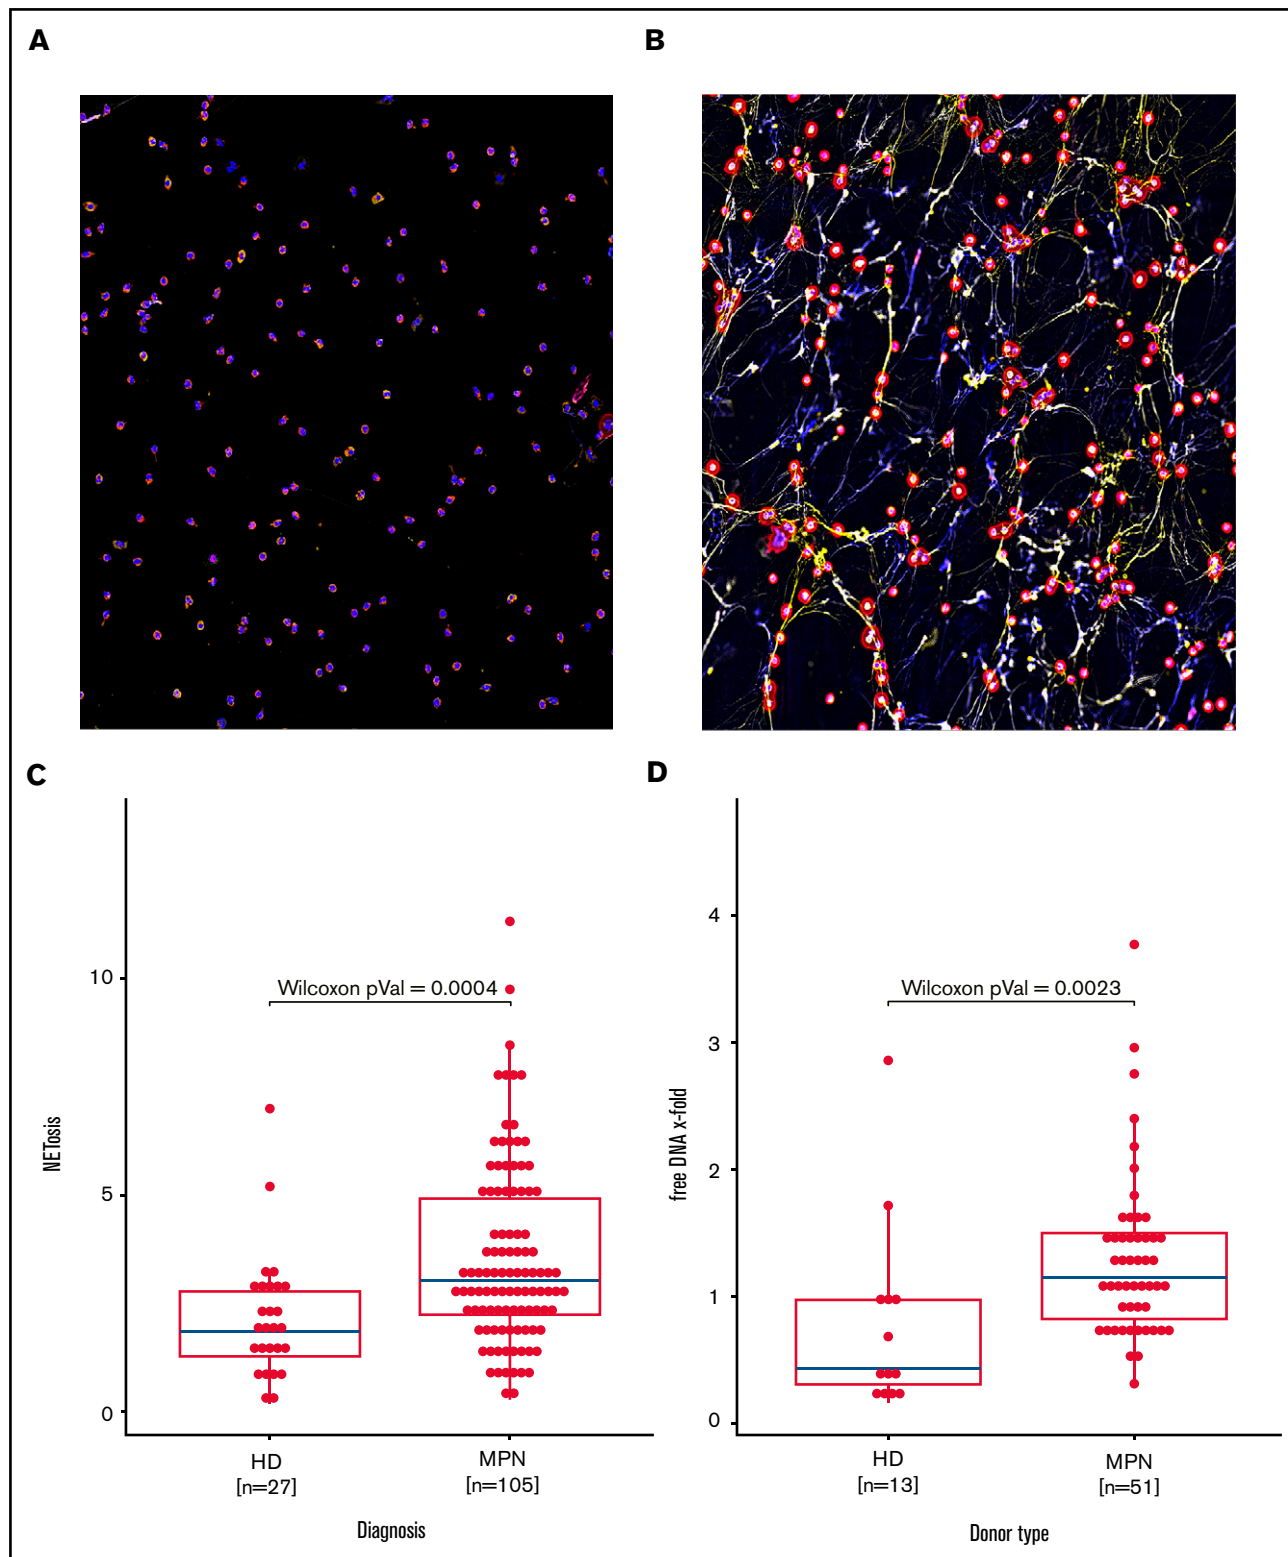 A
B
C
D
10
5
0
NETosis
Wilcoxon pVal = 0.0004
HD
[n=27]
MPN
[n=105]
Diagnosis
4
3
2
1
0
free DNA x-fold
Wilcoxon pVal = 0.0023
HD
[n=13]
MPN
[n=51]
Donor type